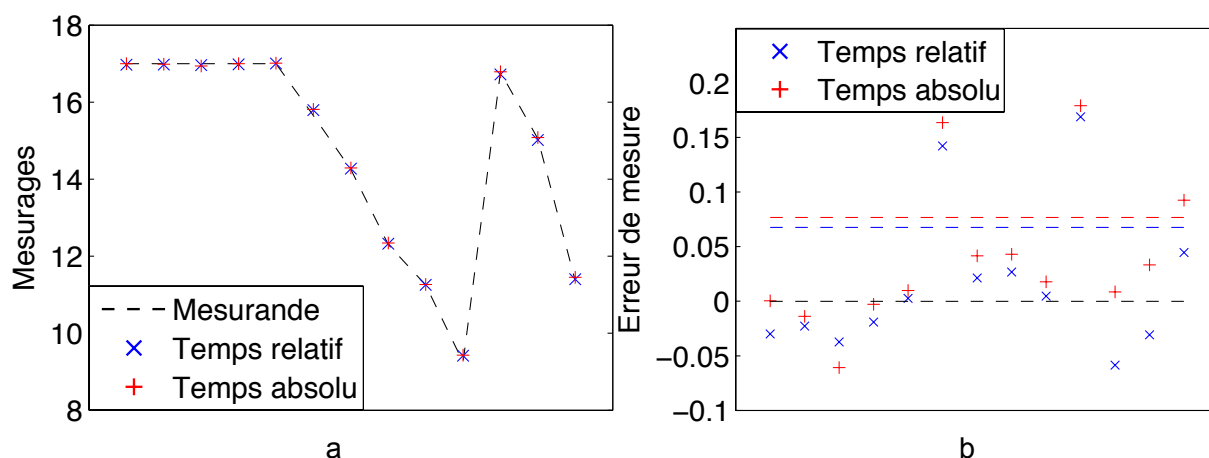 Mesurages
18
16
14
12
10
8
Mesurande
Temps relatif
Temps absolu
a
Erreur de mesure
Temps relatif
Temps absolu
0.2
0.15
0.1
0.05
0
−0.05
−0.1
b